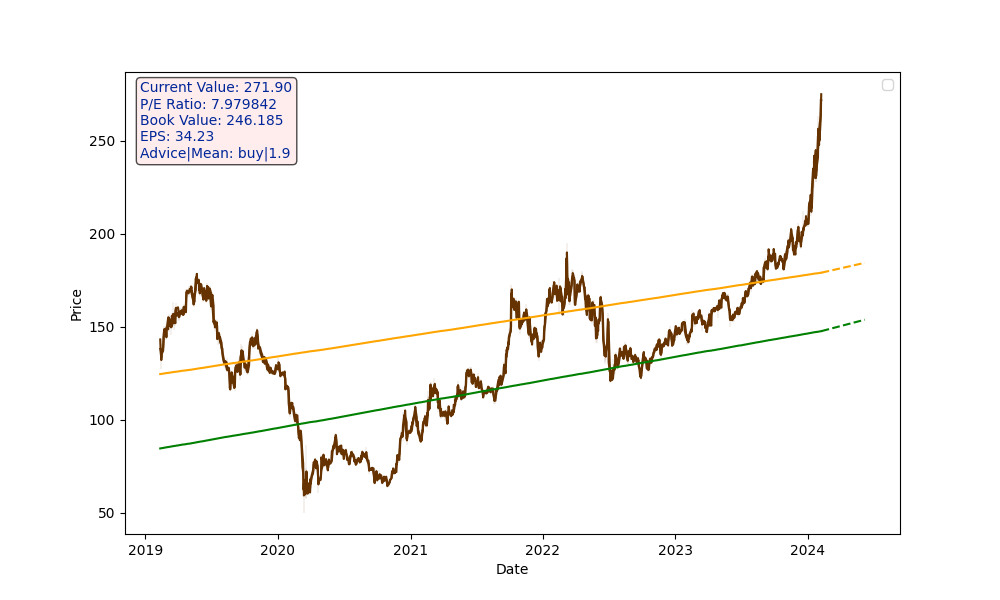 Current Value: 271.90
P/E Ratio: 7.979842
Book Value: 246.185
EPS: 34.23
Advice|Mean: buy|1.9
250
200
150
100
50
Price
2019 2020 2021 2022 2023 2024
Date